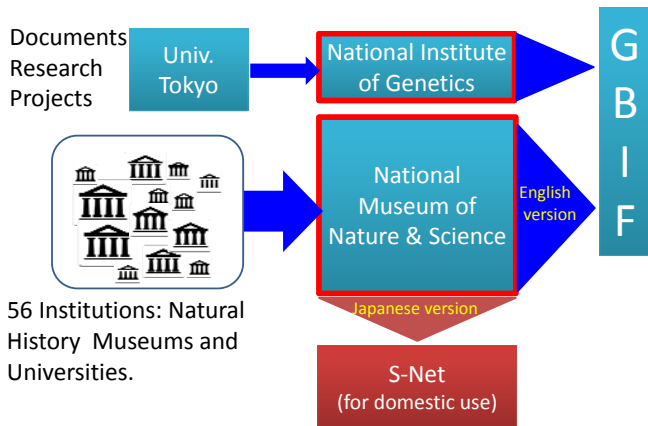 Documents
Research
Projects
Univ.
Tokyo
National Institute
of Genetics
G
B
I
F
National
Museum of
Nature & Science
English
version
56 Institutions: Natural
History Museums and
Universities.
Japanese version
S-Net
(for domestic use)